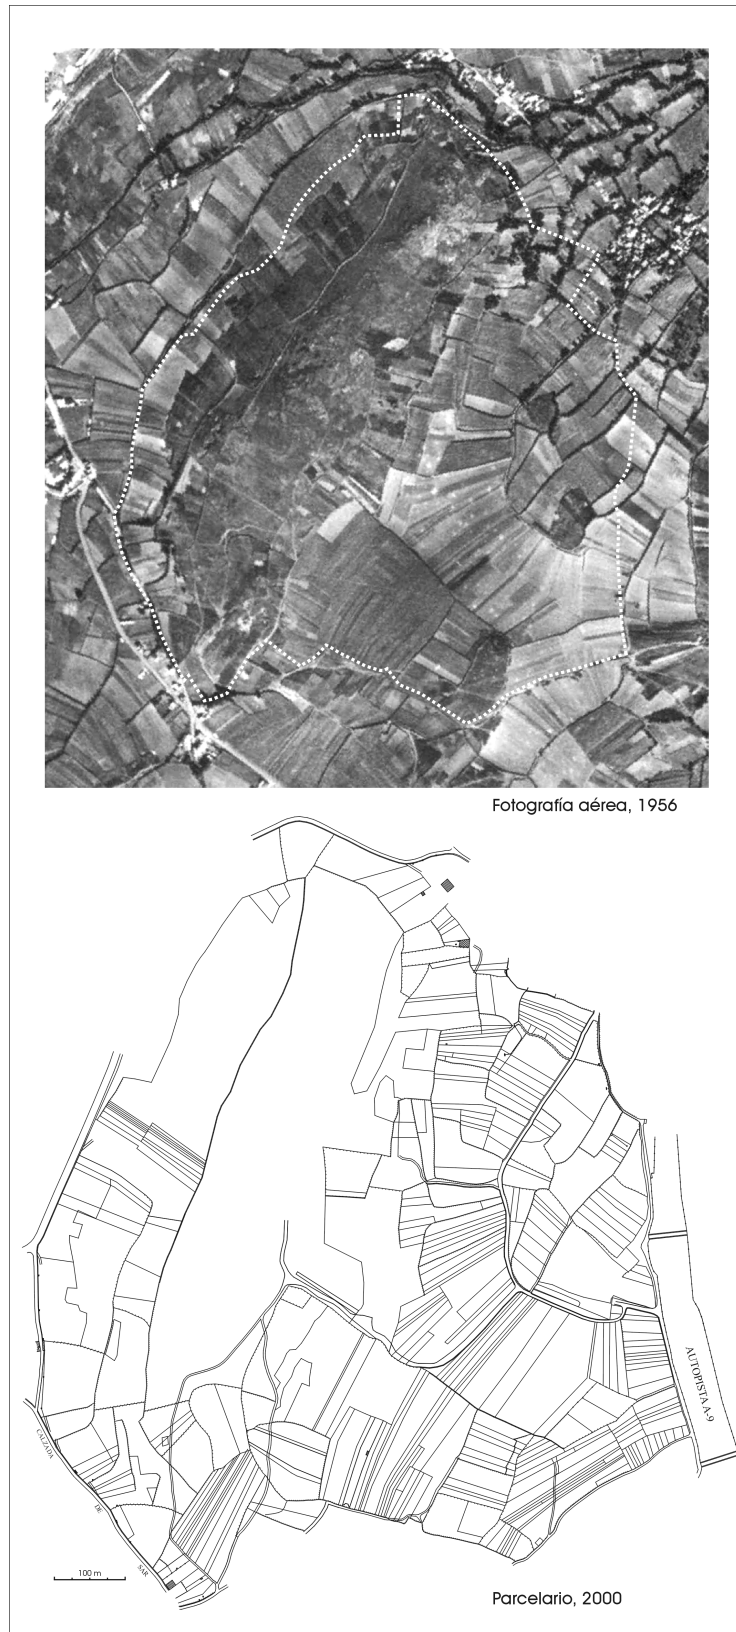 Fotografía aérea, 1956
AUTOPISTA A-9
CALZADA
DE
SAR
100 m
Parcelario, 2000